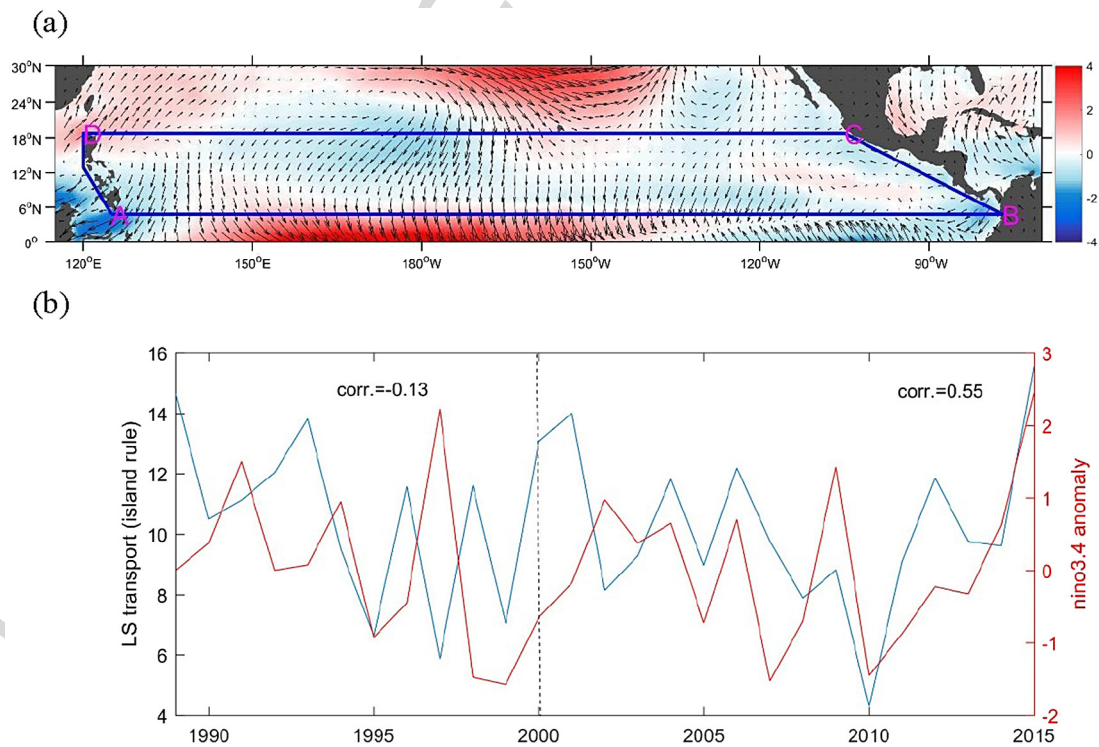 (a)
30°N
24°N
18°N
12°N
6°N
0°
D
C
A
B
4
2
0
-2
-4
120°E
150°E
180°W
150°W
120°W
90°W
(b)
16
14
12
10
8
6
4
LS transport (island rule)
corr.=-0.13
corr.=0.55
3
2
1
0
-1
-2
nino3.4 anomaly
1990
1995
2000
2005
2010
2015